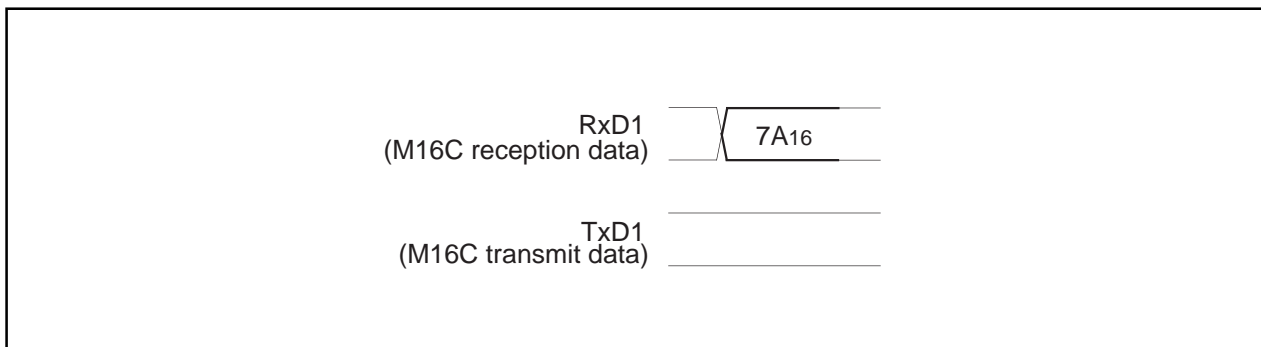 RxD1
(M16C reception data)
7A16
TxD1
(M16C transmit data)